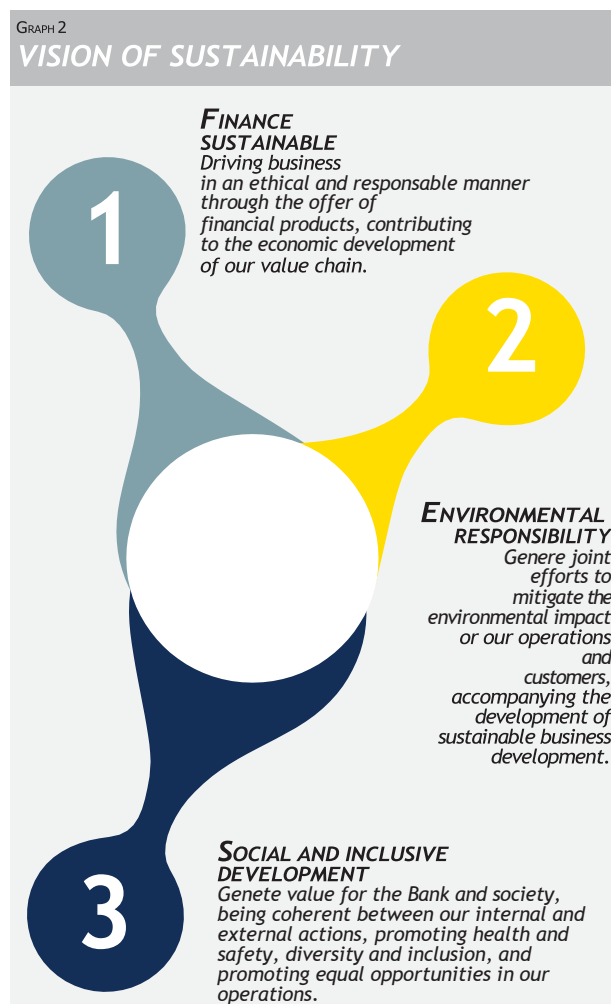 GRAPH 2
VISION OF SUSTAINABILITY
FINANCE
SUSTAINABLE
Driving business
in an ethical and responsable manner
through the offer of
financial products, contributing
to the economic development
of our value chain.
1
2
ENVIRONMENTAL
RESPONSIBILITY
Genere joint
efforts to
mitigate the
environmental impact
or our operations
and
customers,
accompanying the
development of
sustainable business
development.
SOCIAL AND INCLUSIVE
DEVELOPMENT
Genete value for the Bank and society,
being coherent between our internal and
external actions, promoting health and
safety, diversity and inclusion, and
promoting equal opportunities in our
operations.
3